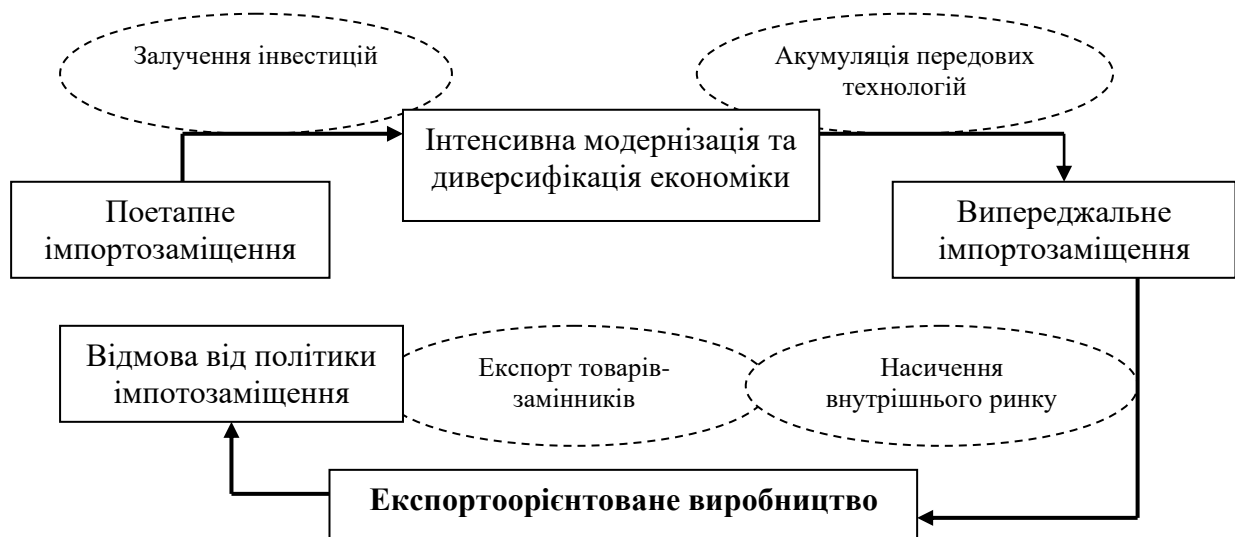 Залучення інвестицій
Акумуляція передових
технологій
Інтенсивна модернізація та
диверсифікація економіки
Поетапне
імпортозаміщення
Випереджальне
імпортозаміщення
Відмова від політики
імпотозаміщення
Експорт товарів-
замінників
Насичення
внутрішнього ринку
Експортоорієнтоване виробництво